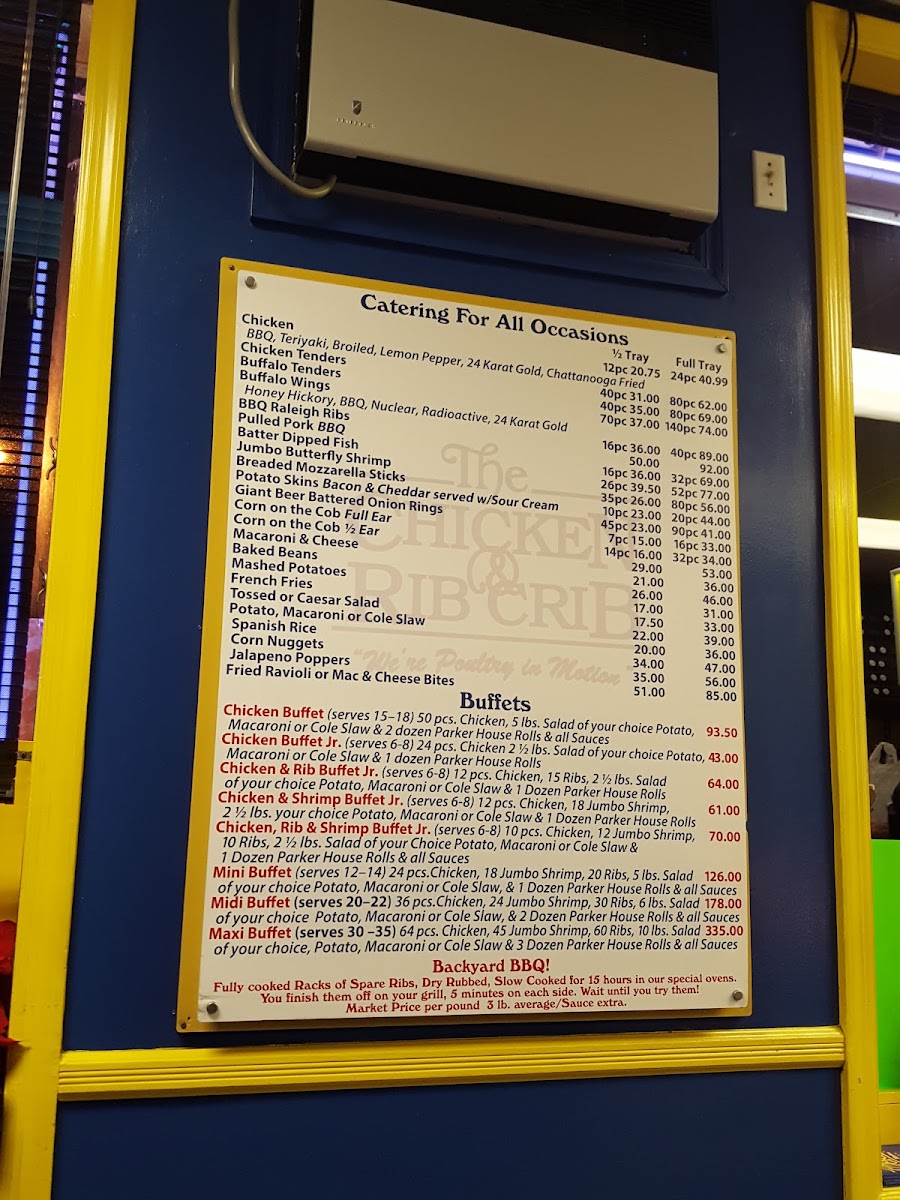 Catering For All Occasions
½ Tray Full Tray
Chicken 12pc 20.75 24pc 40.99
BBQ, Teriyaki, Broiled, Lemon Pepper, 24 Karat Gold, Chattanooga Fried
Chicken Tenders 40pc 31.00 80pc 62.00
Buffalo Tenders 40pc 35.00 80pc 69.00
Buffalo Wings 70pc 37.00 140pc 74.00
Honey Hickory, BBQ, Nuclear, Radioactive, 24 Karat Gold
BBQ Raleigh Ribs 16pc 36.00 40pc 89.00
Pulled Pork BBQ 50.00 92.00
Batter Dipped Fish 16pc 36.00 32pc 69.00
Jumbo Butterfly Shrimp 26pc 39.50 52pc 77.00
Breaded Mozzarella Sticks 35pc 26.00 80pc 56.00
Potato Skins Bacon & Cheddar served w/Sour Cream 10pc 23.00 20pc 44.00
Giant Beer Battered Onion Rings 45pc 23.00 90pc 41.00
Corn on the Cob Full Ear 7pc 15.00 16pc 33.00
Corn on the Cob ½ Ear 14pc 16.00 32pc 34.00
Macaroni & Cheese 29.00 53.00
Baked Beans 21.00 36.00
Mashed Potatoes 26.00 46.00
French Fries 17.00 31.00
Tossed or Caesar Salad 17.50 33.00
Potato, Macaroni or Cole Slaw 22.00 39.00
Spanish Rice 20.00 36.00
Corn Nuggets 34.00 47.00
Jalapeno Poppers 35.00 56.00
Fried Ravioli or Mac & Cheese Bites 51.00 85.00
The
CHICKEN
&
RIB CRIB
"We're Poultry in Motion"
Buffets
Chicken Buffet (serves 15–18) 50 pcs. Chicken, 5 lbs. Salad of your choice Potato, 93.50
Macaroni or Cole Slaw & 2 dozen Parker House Rolls & all Sauces
Chicken Buffet Jr. (serves 6-8) 24 pcs. Chicken 2 ½ lbs. Salad of your choice Potato, 43.00
Macaroni or Cole Slaw & 1 dozen Parker House Rolls
Chicken & Rib Buffet Jr. (serves 6-8) 12 pcs. Chicken, 15 Ribs, 2 ½ lbs. Salad 64.00
of your choice Potato, Macaroni or Cole Slaw & 1 Dozen Parker House Rolls
Chicken & Shrimp Buffet Jr. (serves 6-8) 12 pcs. Chicken, 18 Jumbo Shrimp, 61.00
2 ½ lbs. your choice Potato, Macaroni or Cole Slaw & 1 Dozen Parker House Rolls
Chicken, Rib & Shrimp Buffet Jr. (serves 6-8) 10 pc. Chicken, 12 Jumbo Shrimp, 70.00
10 Ribs, 2 ½ lbs. Salad of your Choice Potato, Macaroni or Cole Slaw &
1 Dozen Parker House Rolls & all Sauces
Mini Buffet (serves 12–14) 24 pc.Chicken, 18 Jumbo Shrimp, 20 Ribs, 5 lbs. Salad 126.00
of your choice Potato, Macaroni or Cole Slaw, & 1 Dozen Parker House Rolls & all Sauces
Midi Buffet (serves 20–22) 36 pc.Chicken, 24 Jumbo Shrimp, 30 Ribs, 6 lbs. Salad 178.00
of your choice Potato, Macaroni or Cole Slaw, & 2 Dozen Parker House Rolls & all Sauces
Maxi Buffet (serves 30 –35) 64 pc. Chicken, 45 Jumbo Shrimp, 60 Ribs, 10 lbs. Salad 335.00
of your choice, Potato, Macaroni or Cole Slaw & 3 Dozen Parker House Rolls & all Sauces
Backyard BBQ!
Fully cooked Racks of Spare Ribs, Dry Rubbed, Slow Cooked for 15 hours in our special ovens.
You finish them off on your grill, 5 minutes on each side. Wait until you try them!
Market Price per pound 3 lb. average/Sauce extra.